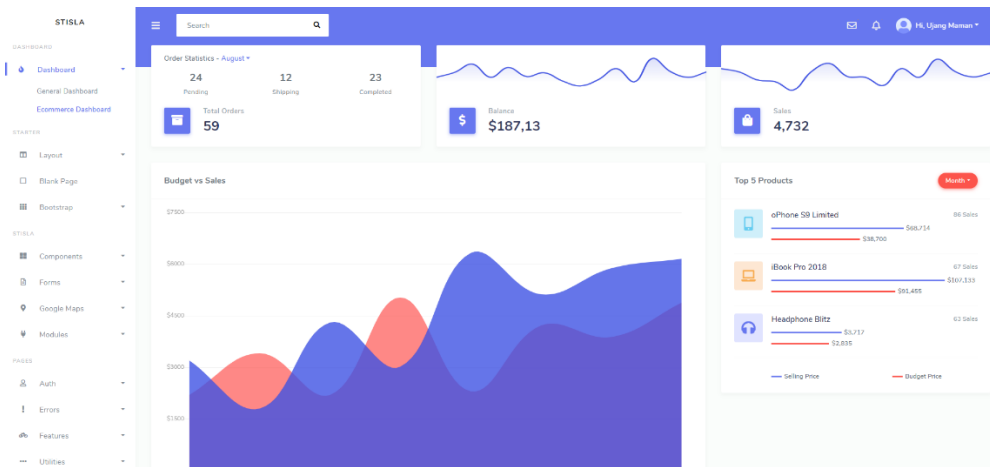 STISLA
DASHBOARD
Dashboard
General Dashboard
Ecommerce Dashboard
STARTER
Layout
Blank Page
Bootstrap
STISLA
Components
Forms
Google Maps
Modules
PAGES
Auth
Errors
Features
Utilities
Search
Hi, Ujang Maman
Order Statistics - August
24
12
23
Pending
Shipping
Completed
Total Orders
59
Balance
$187,13
Sales
4,732
Budget vs Sales
$7500
$6000
$4500
$3000
$1500
Top 5 Products
Month
oPhone S9 Limited
86 Sales
$68,714
$38,700
iBook Pro 2018
67 Sales
$107,133
$91,455
Headphone Blitz
63 Sales
$3,717
$2,835
Selling Price
Budget Price